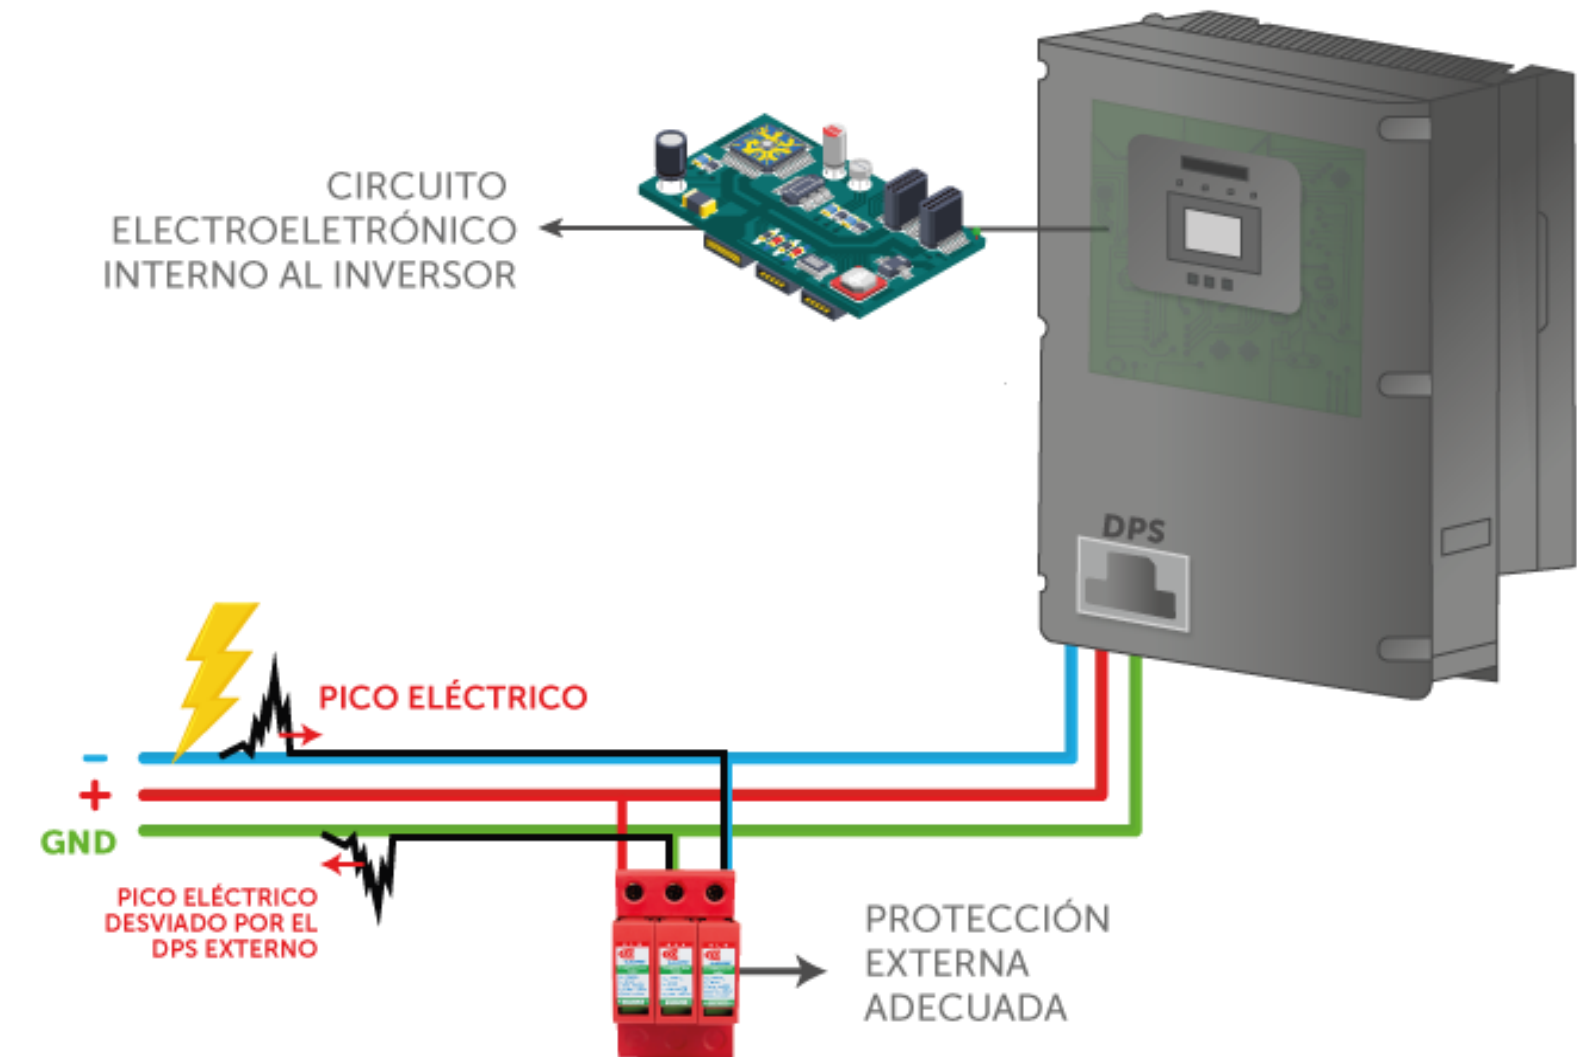 CIRCUITO
ELECTROELETRÓNICO
INTERNO AL INVERSOR
DPS
PICO ELÉCTRICO
-
+
GND
PICO ELÉCTRICO
DESVIADO POR EL
DPS EXTERNO
PROTECCIÓN
EXTERNA
ADECUADA